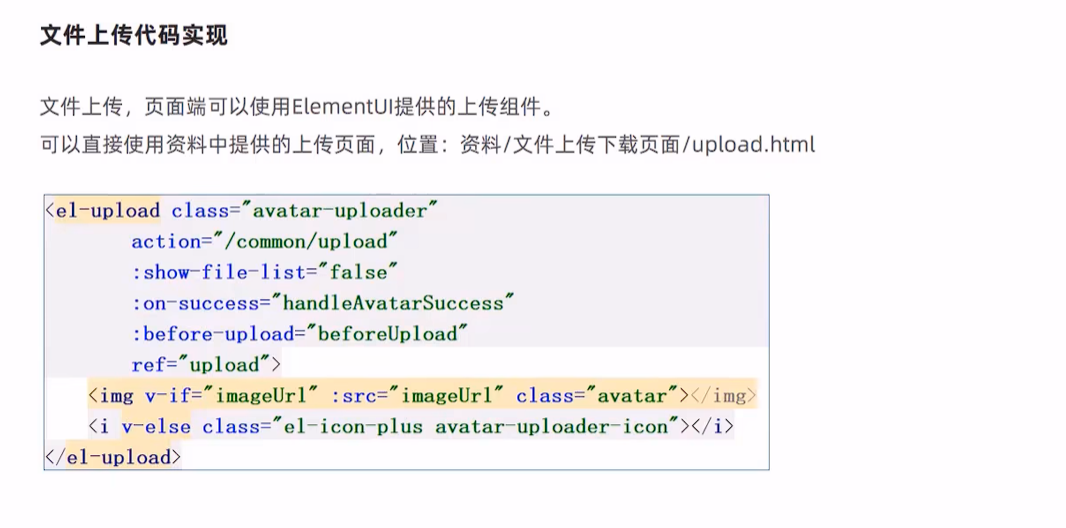 文件上传代码实现
文件上传，页面端可以使用ElementUI提供的上传组件。
可以直接使用资料中提供的上传页面，位置：资料/文件上传下载页面/upload.html
<el-upload class="avatar-uploader"
action="/common/upload"
:show-file-list="false"
:on-success="handleAvatarSuccess"
:before-upload="beforeUpload"
ref="upload">
<img v-if="imageUrl" :src="imageUrl" class="avatar"></img>
<i v-else class="el-icon-plus avatar-uploader-icon"></i>
</el-upload>